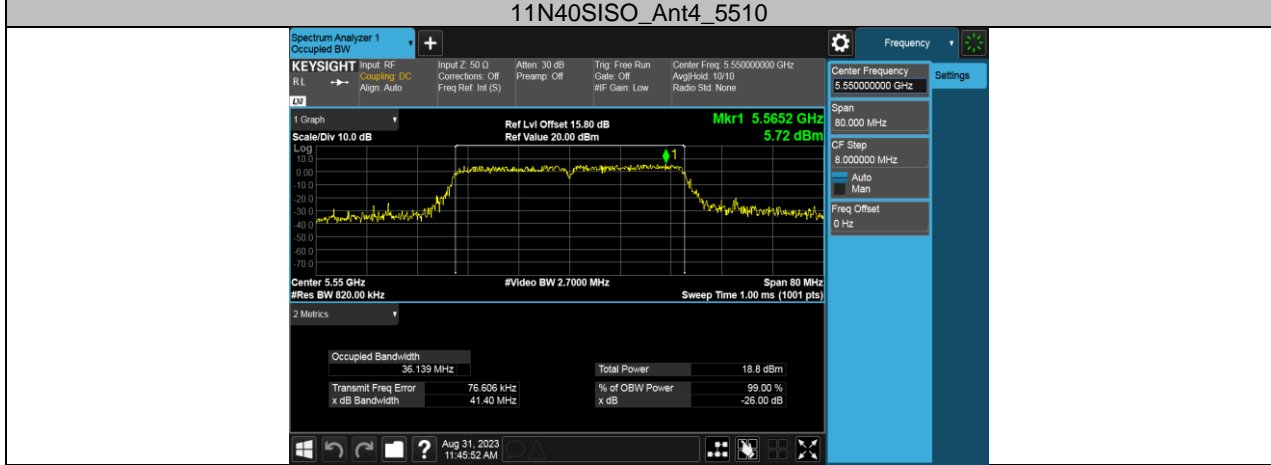 11N40SISO_Ant4_5510
Spectrum Analyzer 1
Occupied BW
Frequency
KEYSIGHT
RL
LXI
Input: RF
Coupling: DC
Align: Auto
Input Z: 50 Ω
Corrections: Off
Freq Ref: Int (S)
Atten: 30 dB
Preamp: Off
Trig: Free Run
Gate: Off
#IF Gain: Low
Center Freq: 5.550000000 GHz
Avg|Hold: 10/10
Radio Std: None
Center Frequency
5.550000000 GHz
Settings
Span
80.000 MHz
CF Step
8.000000 MHz
Auto
Man
Freq Offset
0 Hz
1 Graph
Scale/Div 10.0 dB
Ref Lvl Offset 15.80 dB
Ref Value 20.00 dBm
Mkr1 5.5652 GHz
5.72 dBm
Log
10.0
0.00
-10.0
-20.0
-30.0
-40.0
-50.0
-60.0
-70.0
1
Center 5.55 GHz
#Video BW 2.7000 MHz
Span 80 MHz
#Res BW 820.00 kHz
Sweep Time 1.00 ms (1001 pts)
2 Metrics
Occupied Bandwidth
36.139 MHz
Total Power 18.8 dBm
Transmit Freq Error 76.606 kHz
% of OBW Power 99.00 %
x dB Bandwidth 41.40 MHz
x dB -26.00 dB
Aug 31, 2023
11:45:52 AM